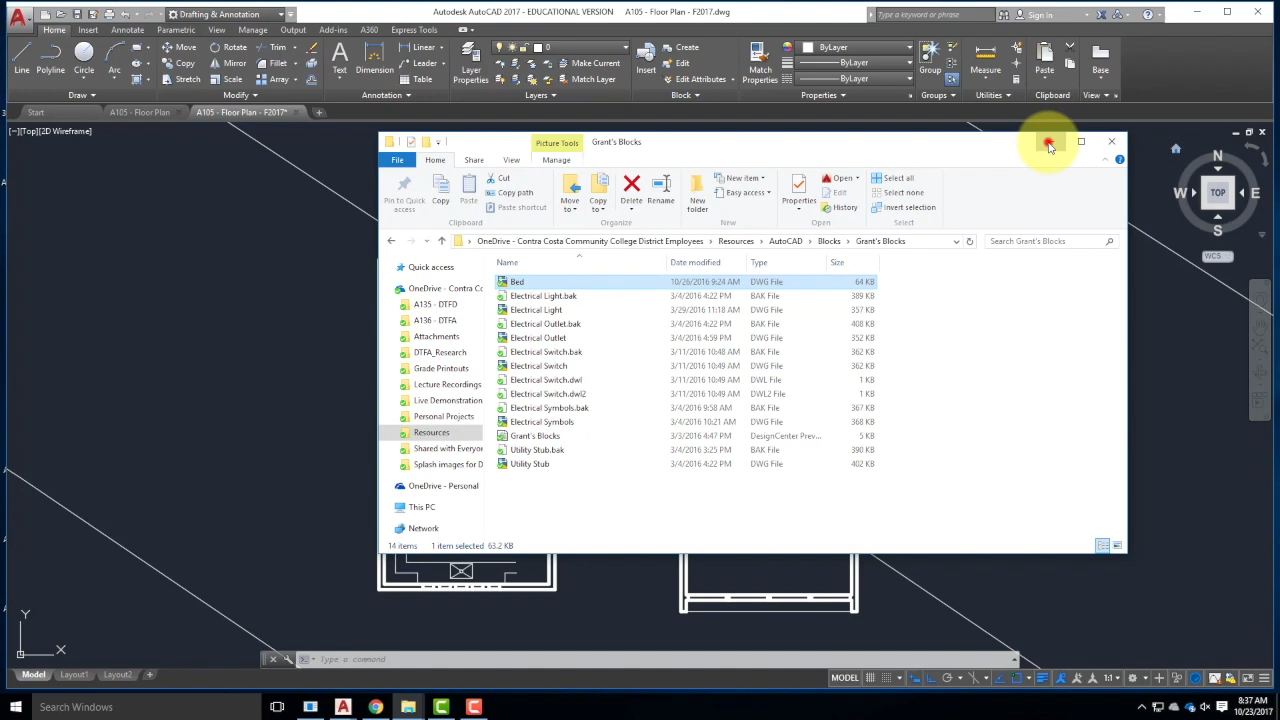 Drafting & Annotation
Autodesk AutoCAD 2017 - EDUCATIONAL VERSION A105 - Floor Plan - F2017.dwg
Type a keyword or phrase
Sign In
Home Insert Annotate Parametric View Manage Output Add-ins A360 Express Tools
Line Polyline Circle Arc
Move Rotate Trim
Copy Mirror Fillet
Stretch Scale Array
Text Dimension
Linear
Leader
Table
Layer Properties
0
Make Current
Match Layer
Insert
Create
Edit
Edit Attributes
Match Properties
ByLayer
ByLayer
ByLayer
Group Measure Paste Base
Draw Modify Annotation Layers Block Properties Groups Utilities Clipboard View
Start A105 - Floor Plan A105 - Floor Plan - F2017*
[−][Top][2D Wireframe]
Picture Tools Grant's Blocks
File Home Share View Manage
Pin to Quick access
Copy
Paste
Cut
Copy path
Paste shortcut
Move to
Copy to
Delete
Rename
New folder
New item
Easy access
Properties
Open
Edit
History
Select all
Select none
Invert selection
Clipboard Organize New Open Select
OneDrive - Contra Costa Community College District Employees > Resources > AutoCAD > Blocks > Grant's Blocks
Search Grant's Blocks
Name Date modified Type Size
Bed 10/26/2016 9:24 AM DWG File 64 KB
Electrical Light.bak 3/4/2016 4:22 PM BAK File 389 KB
Electrical Light 3/29/2016 11:18 AM DWG File 357 KB
Electrical Outlet.bak 3/4/2016 4:22 PM BAK File 408 KB
Electrical Outlet 3/4/2016 4:59 PM DWG File 352 KB
Electrical Switch.bak 3/11/2016 10:48 AM BAK File 362 KB
Electrical Switch 3/11/2016 10:49 AM DWG File 362 KB
Electrical Switch.dwl 3/11/2016 10:49 AM DWL File 1 KB
Electrical Switch.dwl2 3/11/2016 10:49 AM DWL2 File 1 KB
Electrical Symbols.bak 3/4/2016 9:58 AM BAK File 367 KB
Electrical Symbols 3/4/2016 10:21 AM DWG File 368 KB
Grant's Blocks 3/3/2016 4:47 PM DesignCenter Prev... 5 KB
Utility Stub.bak 3/4/2016 3:25 PM BAK File 390 KB
Utility Stub 3/4/2016 4:22 PM DWG File 402 KB
Quick access
OneDrive - Contra Co
A135 - DTFD
A136 - DTFA
Attachments
DTFA_Research
Grade Printouts
Lecture Recordings
Live Demonstration
Personal Projects
Resources
Shared with Everyon
Splash images for D
OneDrive - Personal
This PC
Network
14 items 1 item selected 63.2 KB
N
W TOP E
S
WCS
Y
X
Type a command
Model Layout1 Layout2
MODEL
1:1
Search Windows
8:37 AM
10/23/2017